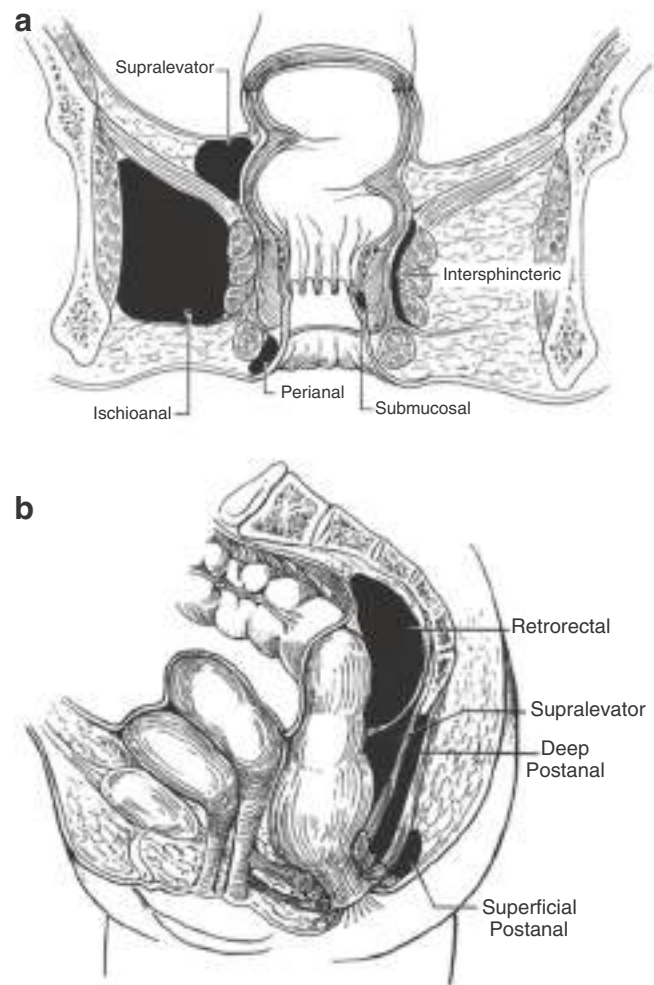 a
Supralevator
Intersphincteric
Perianal
Submucosal
Ischioanal
b
Retrorectal
Supralevator
Deep
Postanal
Superficial
Postanal